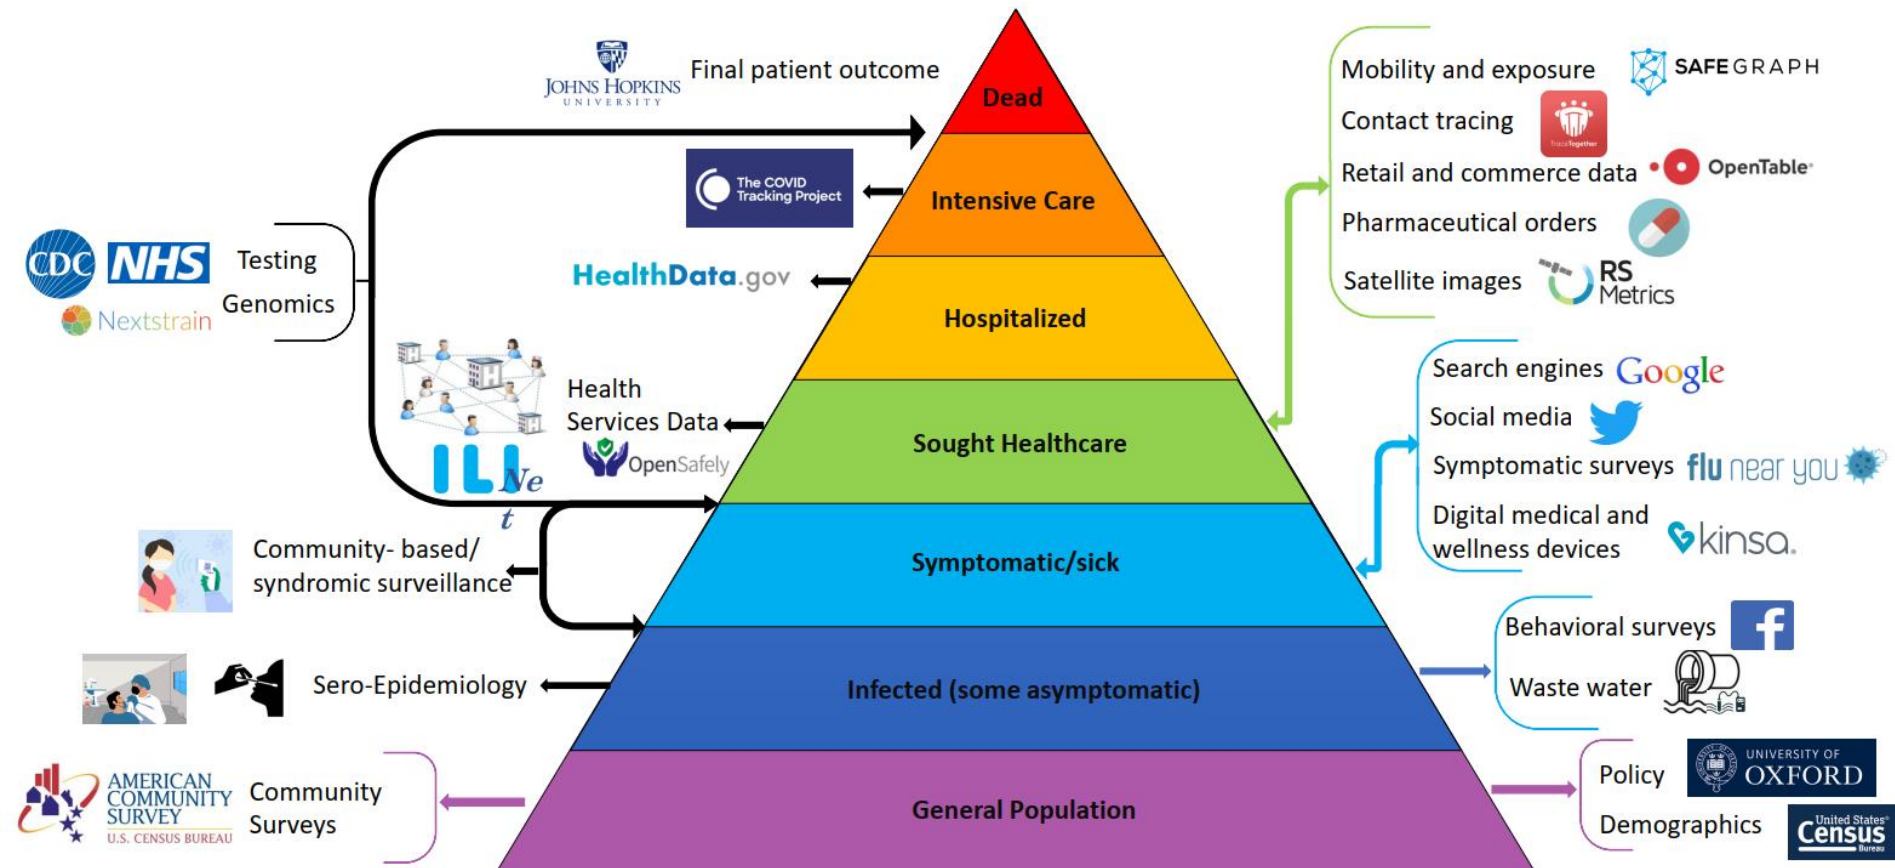 JOHNS HOPKINS
UNIVERSITY
Final patient outcome
Dead
The COVID
Tracking Project
Intensive Care
HealthData.gov
Hospitalized
CDC
NHS
Testing
Genomics
Nextstrain
Health
Services Data
OpenSafely
ILI
Ne
t
Sought Healthcare
Community- based/
syndromic surveillance
Symptomatic/sick
Sero-Epidemiology
Infected (some asymptomatic)
AMERICAN
COMMUNITY
SURVEY
U.S. CENSUS BUREAU
Community
Surveys
General Population
Mobility and exposure
SAFEGRAPH
Contact tracing
TraceTogether
Retail and commerce data
OpenTable
Pharmaceutical orders
Satellite images
RS
Metrics
Search engines
Google
Social media
Symptomatic surveys
flu near you
Digital medical and
wellness devices
kinsa.
Behavioral surveys
f
Waste water
Policy
UNIVERSITY OF
OXFORD
Demographics
United States®
Census
Bureau